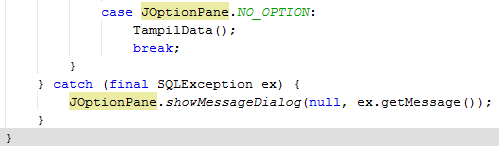 case JOptionPane.NO_OPTION:
TampilData();
break;
}
} catch (final SQLException ex) {
JOptionPane.showMessageDialog(null, ex.getMessage());
}
}